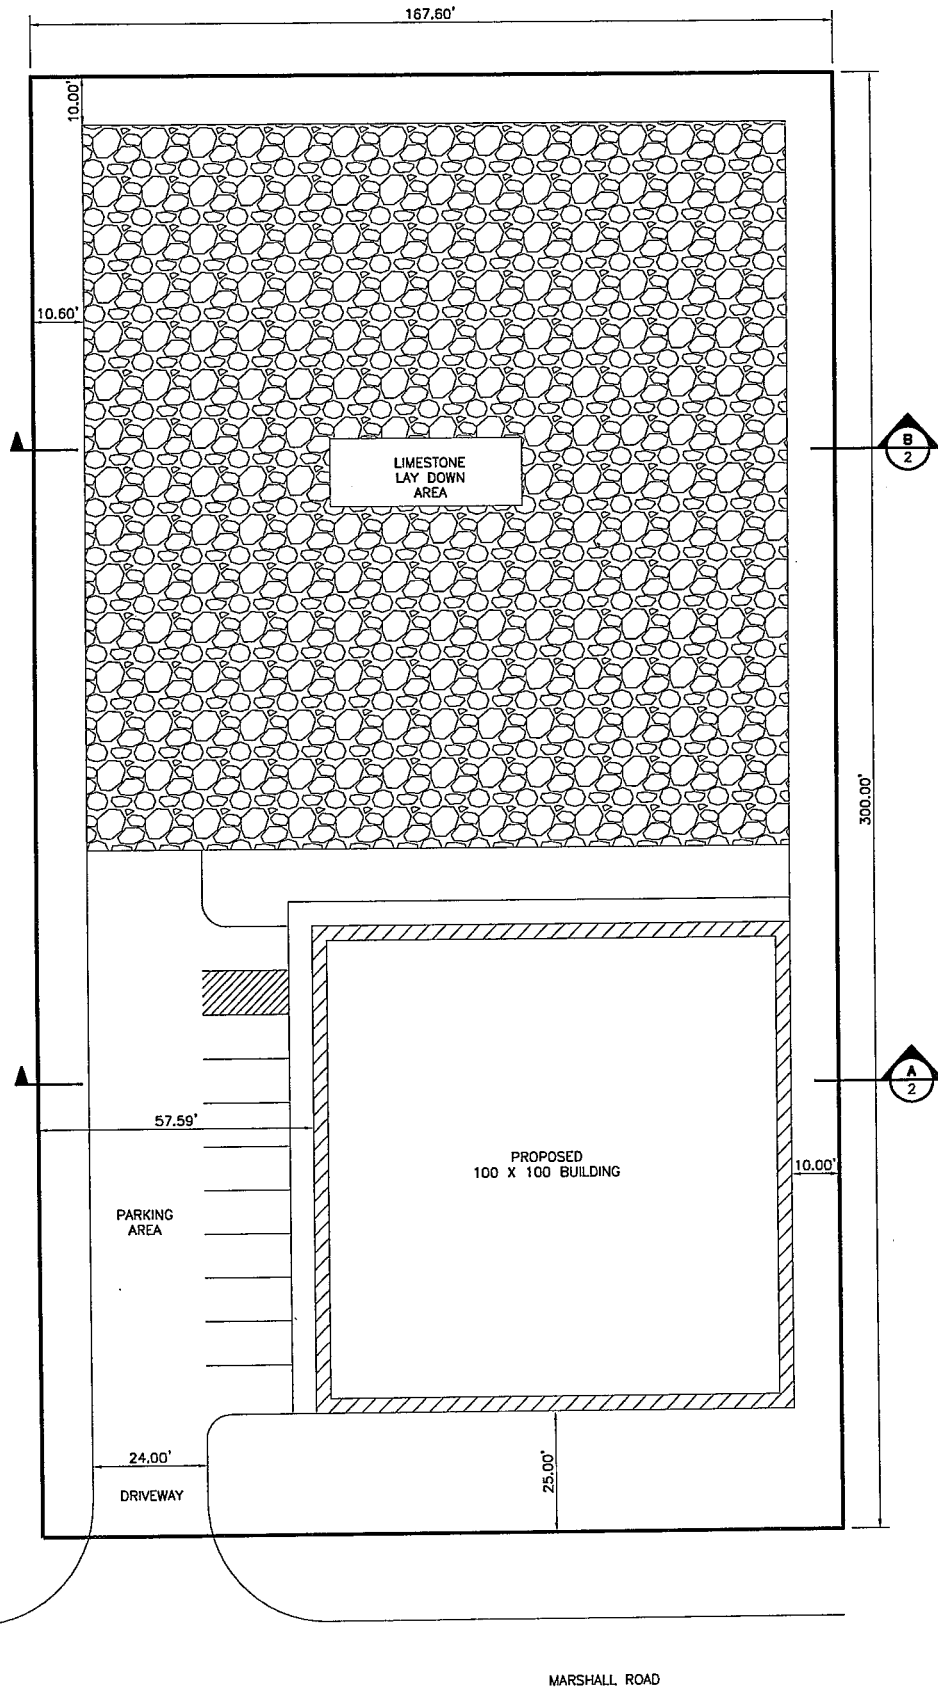 167.60'
10.00'
10.60'
LIMESTONE
LAY DOWN
AREA
B
2
300.00'
A
2
57.59'
PROPOSED
100 X 100 BUILDING
10.00'
PARKING
AREA
24.00'
DRIVEWAY
25.00'
MARSHALL ROAD